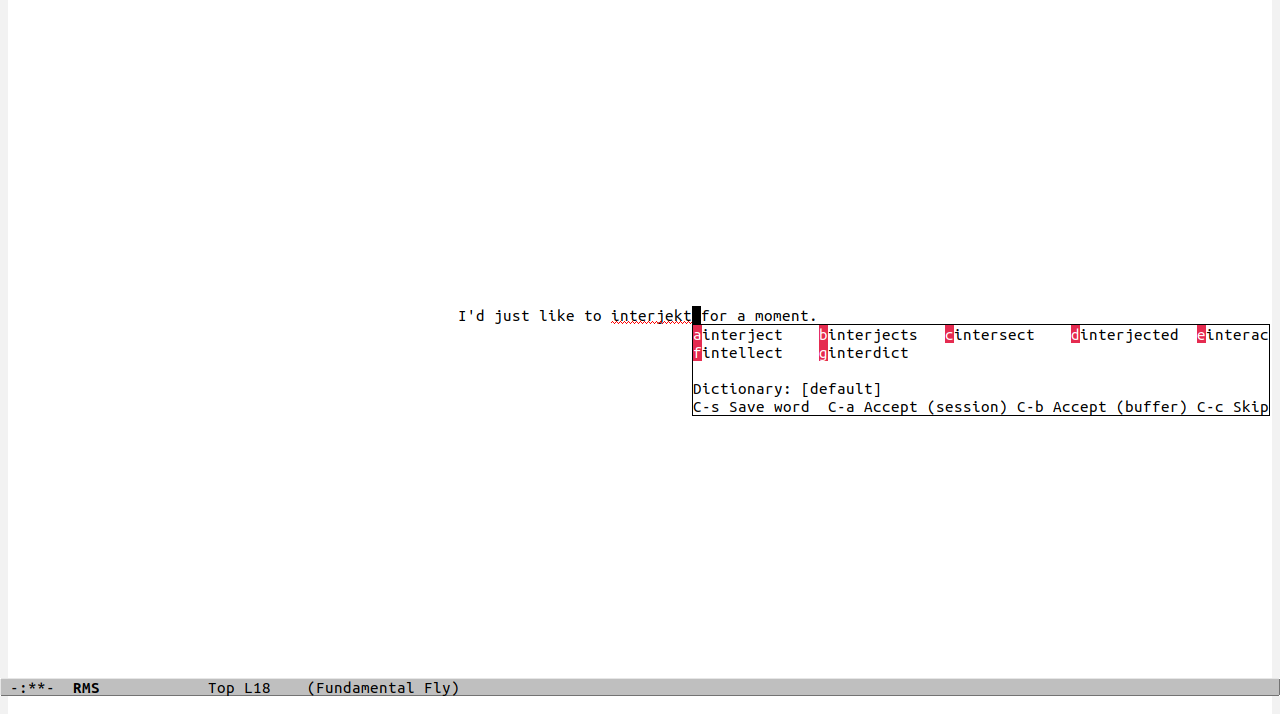 I'd just like to interjekt for a moment.
a interject b interjects c intersect d interjected e interac
f intellect g interdict
Dictionary: [default]
C-s Save word C-a Accept (session) C-b Accept (buffer) C-c Skip
-:**- RMS Top L18 (Fundamental Fly)